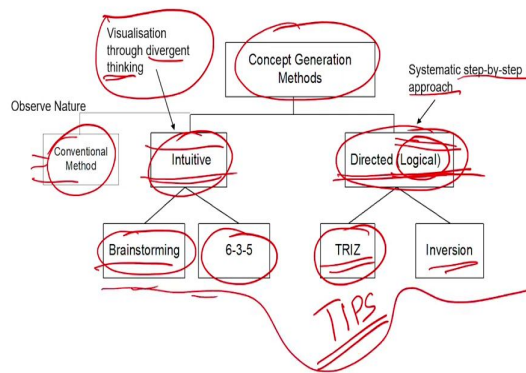 Visualisation
through divergent
thinking
Concept Generation
Methods
Systematic step-by-step
approach
Observe Nature
Conventional
Method
Intuitive
Directed (Logical)
Brainstorming
6-3-5
TRIZ
Inversion
TIPS